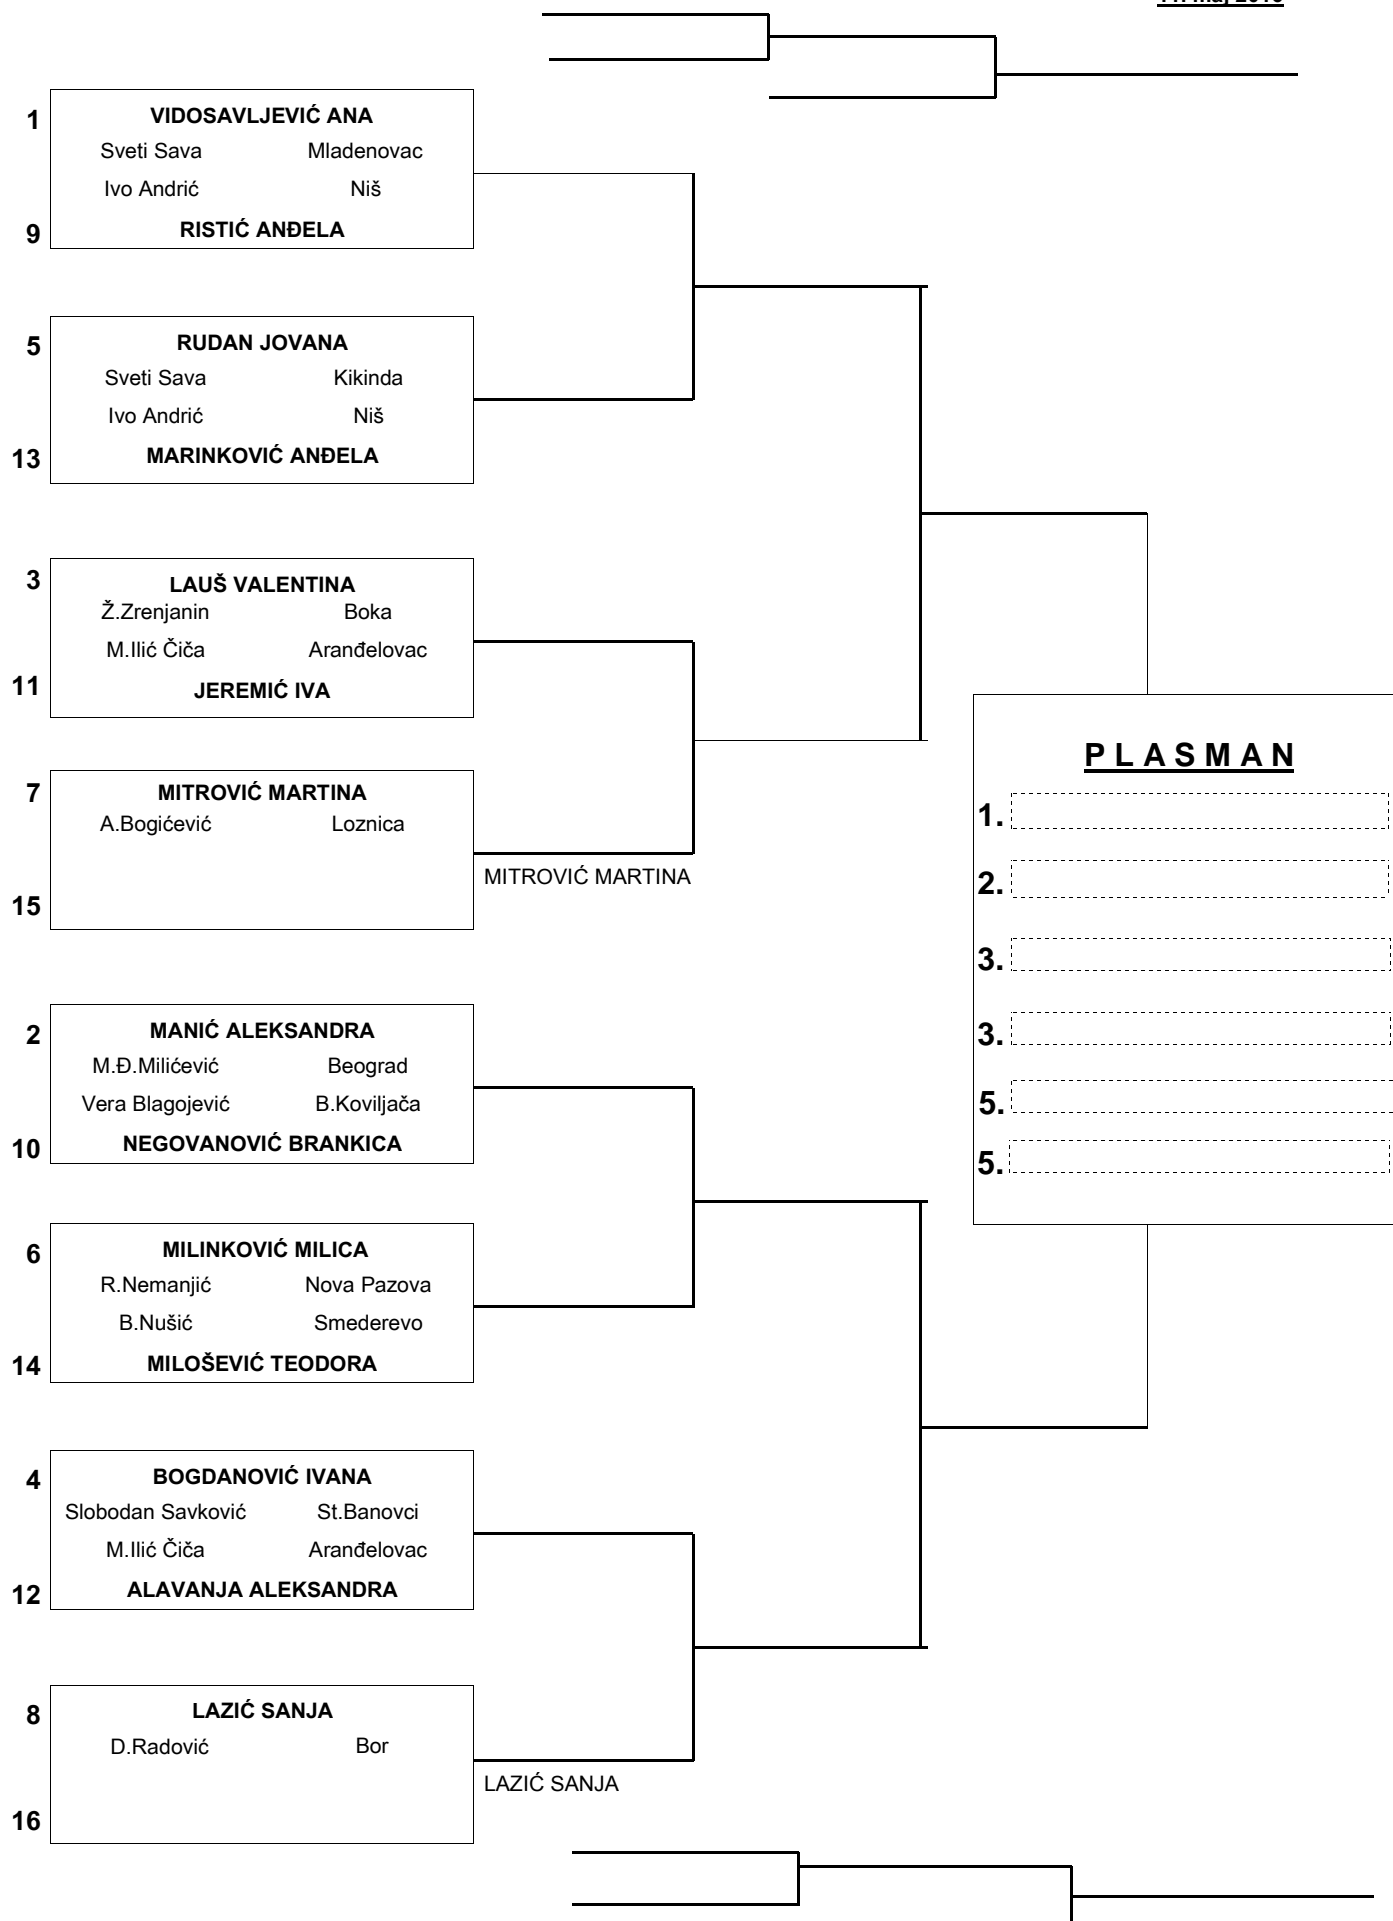 1 VIDOSAVLJEVIĆ ANA
Sveti Sava Mladenovac
Ivo Andrić Niš
9 RISTIĆ ANĐELA
5 RUDAN JOVANA
Sveti Sava Kikinda
Ivo Andrić Niš
13 MARINKOVIĆ ANĐELA
3 LAUŠ VALENTINA
Ž.Zrenjanin Boka
M.Ilić Čiča Aranđelovac
11 JEREMIĆ IVA
7 MITROVIĆ MARTINA
A.Bogićević Loznica
MITROVIĆ MARTINA
15
2 MANIĆ ALEKSANDRA
M.Đ.Milićević Beograd
Vera Blagojević B.Koviljača
10 NEGOVANOVIĆ BRANKICA
6 MILINKOVIĆ MILICA
R.Nemanjić Nova Pazova
B.Nušić Smederevo
14 MILOŠEVIĆ TEODORA
4 BOGDANOVIĆ IVANA
Slobodan Savković St.Banovci
M.Ilić Čiča Aranđelovac
12 ALAVANJA ALEKSANDRA
8 LAZIĆ SANJA
D.Radović Bor
LAZIĆ SANJA
16
P L A S M A N
1.
2.
3.
3.
5.
5.